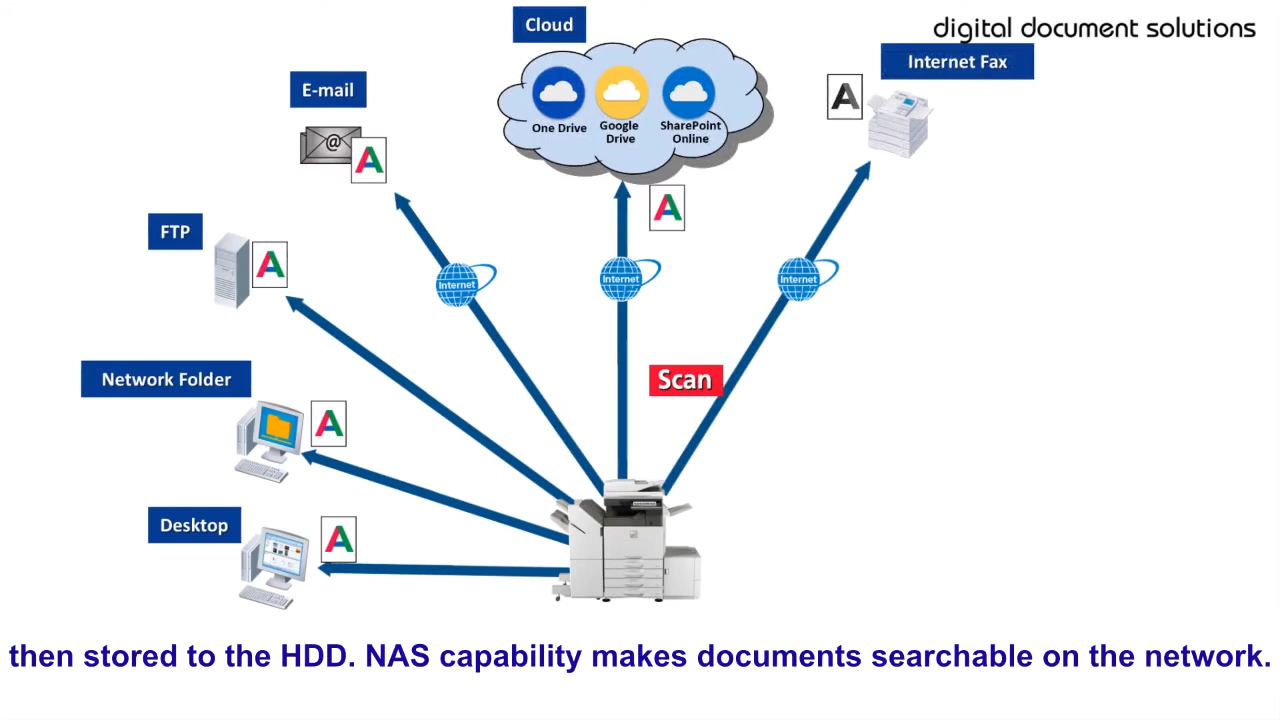 Cloud
digital document solutions
Internet Fax
E-mail
A
@
A
One Drive
Google
Drive
SharePoint
Online
A
FTP
A
Internet
Internet
Internet
Network Folder
Scan
A
Desktop
A
then stored to the HDD. NAS capability makes documents searchable on the network.